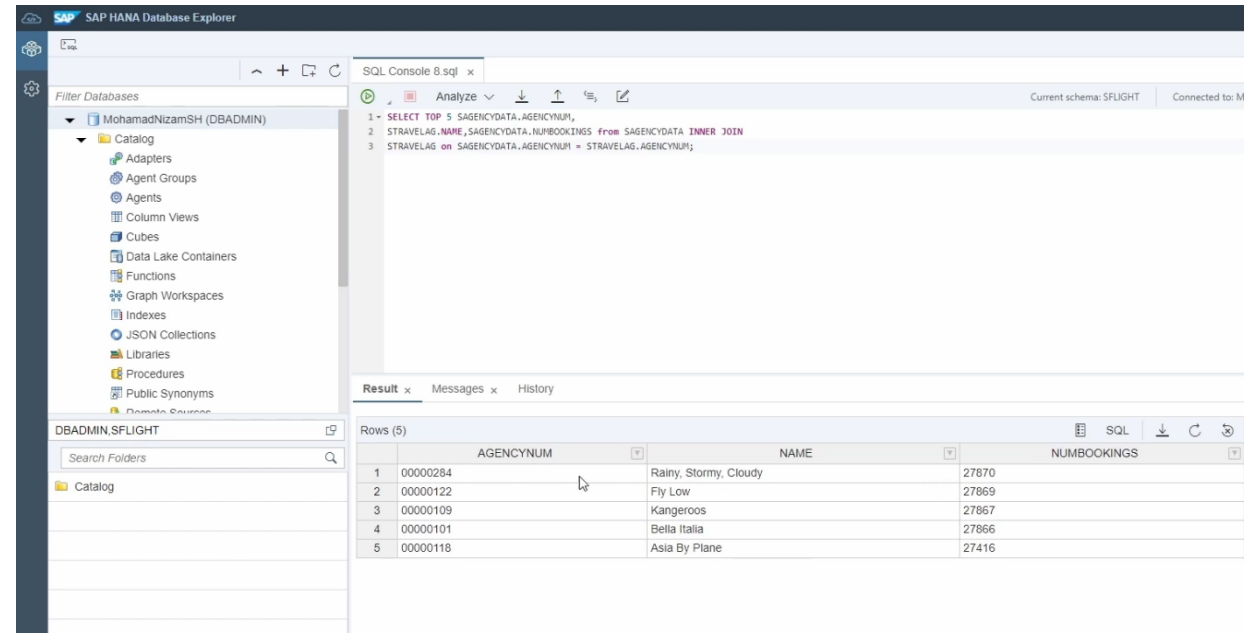 SAP SAP HANA Database Explorer
SQL Console 8.sql x
Filter Databases
Analyze
Current schema: SFLIGHT
Connected to: M
MohamadNizamSH (DBADMIN)
Catalog
Adapters
Agent Groups
Agents
Column Views
Cubes
Data Lake Containers
Functions
Graph Workspaces
Indexes
JSON Collections
Libraries
Procedures
Public Synonyms
Remote Sources
1 SELECT TOP 5 SAGENCYDATA.AGENCYNUM,
2 STRAVELAG.NAME,SAGENCYDATA.NUMBOOKINGS from SAGENCYDATA INNER JOIN
3 STRAVELAG on SAGENCYDATA.AGENCYNUM = STRAVELAG.AGENCYNUM;
Result x Messages x History
DBADMIN,SFLIGHT
Search Folders
Catalog
Rows (5)
SQL
AGENCYNUM NAME NUMBOOKINGS
1 00000284 Rainy, Stormy, Cloudy 27870
2 00000122 Fly Low 27869
3 00000109 Kangeroos 27867
4 00000101 Bella Italia 27866
5 00000118 Asia By Plane 27416